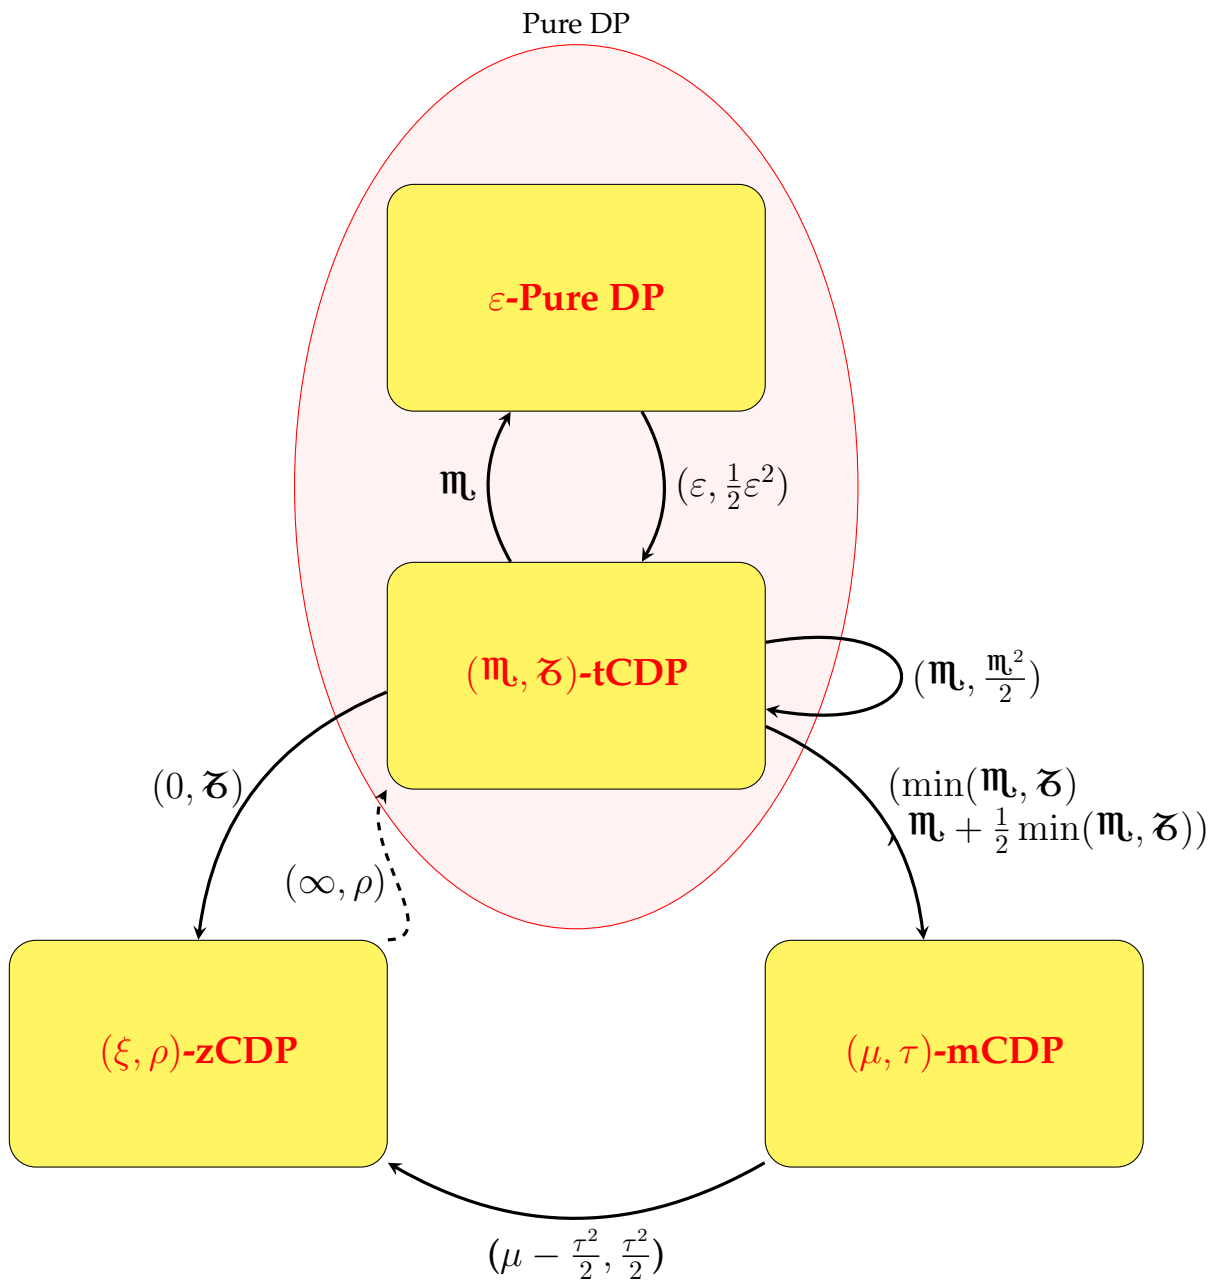 Pure DP
ε-Pure DP
♏
(ε, ½ε²)
(♏, ♉)-tCDP
(♏, ♏²/2)
(0, ♉)
(min(♏, ♉)
, ♏ + ½ min(♏, ♉))
(∞, ρ)
(ξ, ρ)-zCDP
(μ, τ)-mCDP
(μ − τ²/2, τ²/2)